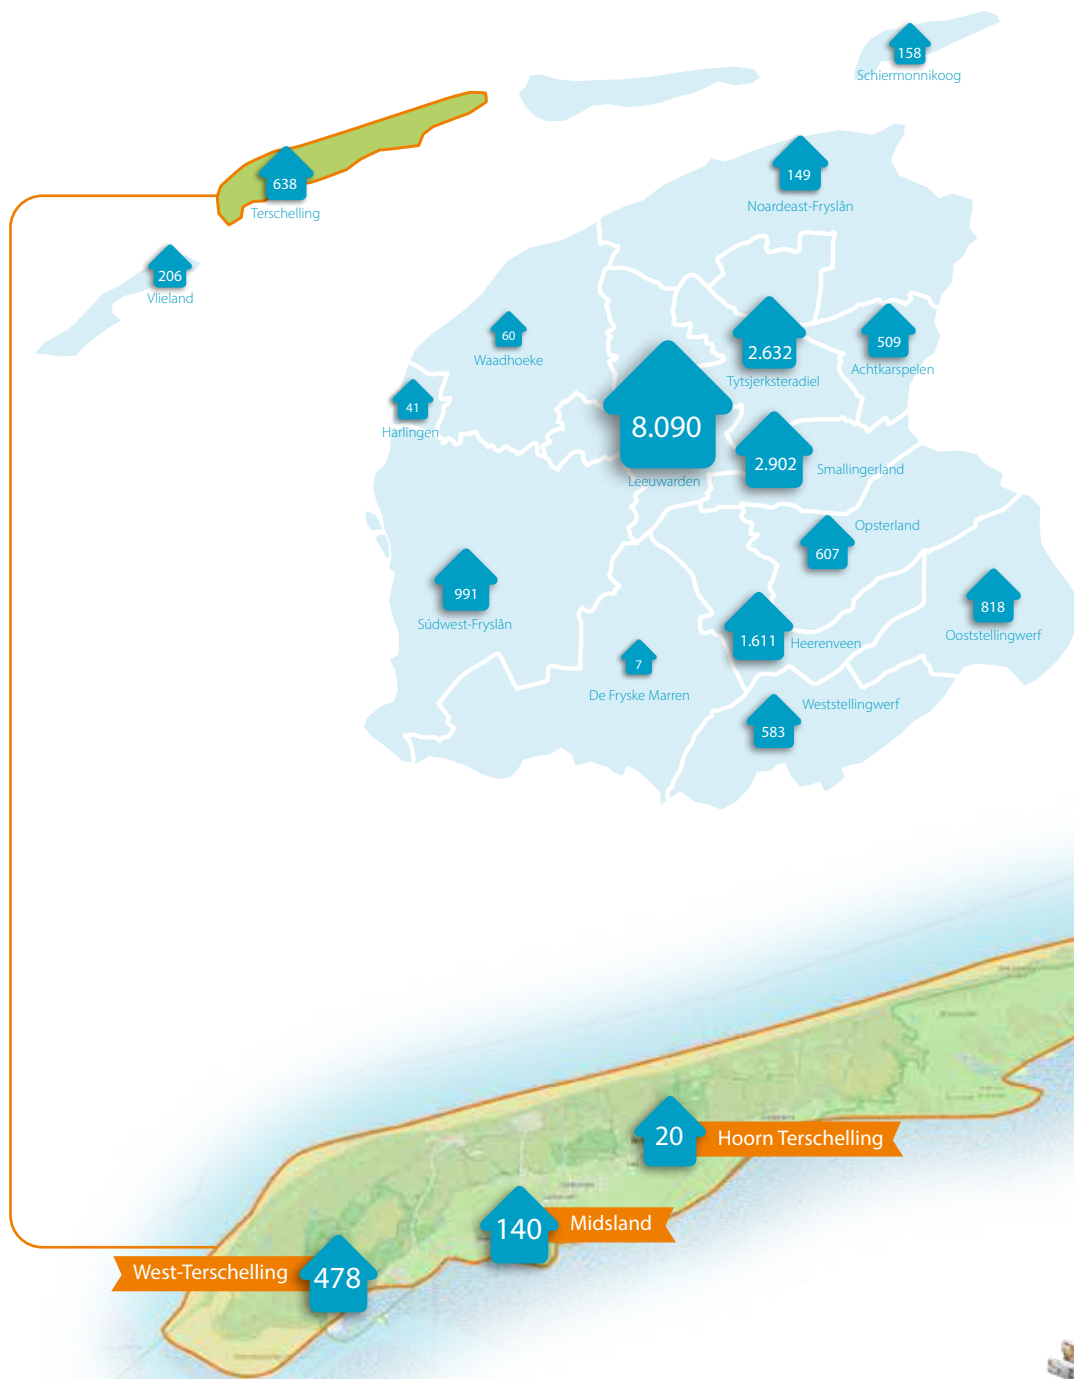 158
Schiermonnikoog
638
Terschelling
149
Noardeast-Fryslân
206
Vlieland
60
Waadhoeke
2.632
Tytsjerksteradiel
509
Achtkarspelen
41
Harlingen
8.090
Leeuwarden
2.902
Smallingerland
Opsterland
607
991
Súdwest-Fryslân
818
Ooststellingwerf
1.611
Heerenveen
7
De Fryske Marren
Weststellingwerf
583
20
Hoorn Terschelling
140
Midsland
West-Terschelling
478